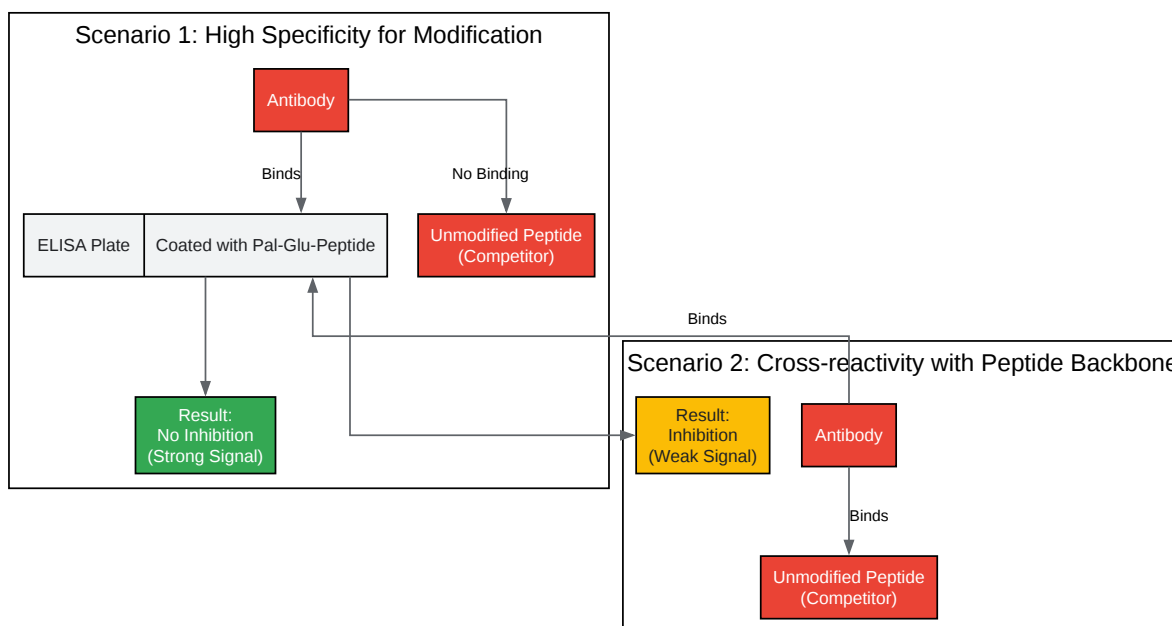 Scenario 1: High Specificity for Modification
Antibody
Binds
No Binding
ELISA Plate
Coated with Pal-Glu-Peptide
Unmodified Peptide
(Competitor)
Result:
No Inhibition
(Strong Signal)
Binds
Scenario 2: Cross-reactivity with Peptide Backbone
Result:
Inhibition
(Weak Signal)
Antibody
Binds
Unmodified Peptide
(Competitor)